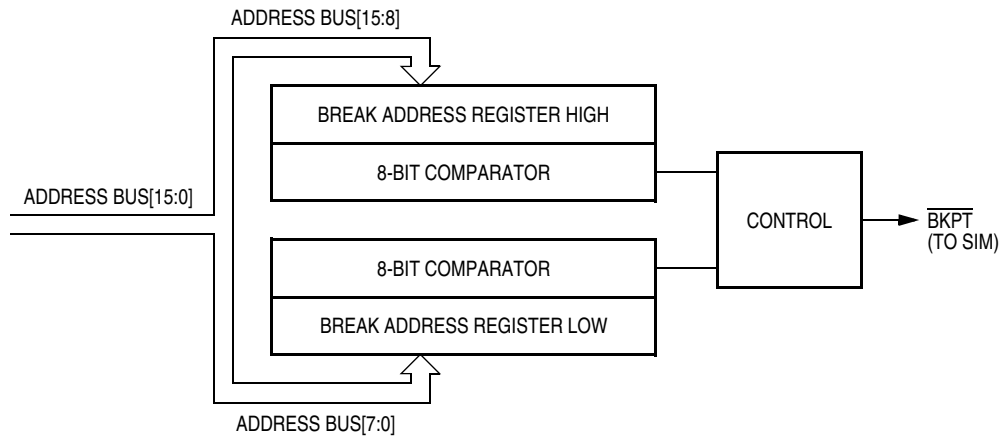 ADDRESS BUS[15:8]
BREAK ADDRESS REGISTER HIGH
8-BIT COMPARATOR
ADDRESS BUS[15:0]
CONTROL
BKPT
(TO SIM)
8-BIT COMPARATOR
BREAK ADDRESS REGISTER LOW
ADDRESS BUS[7:0]